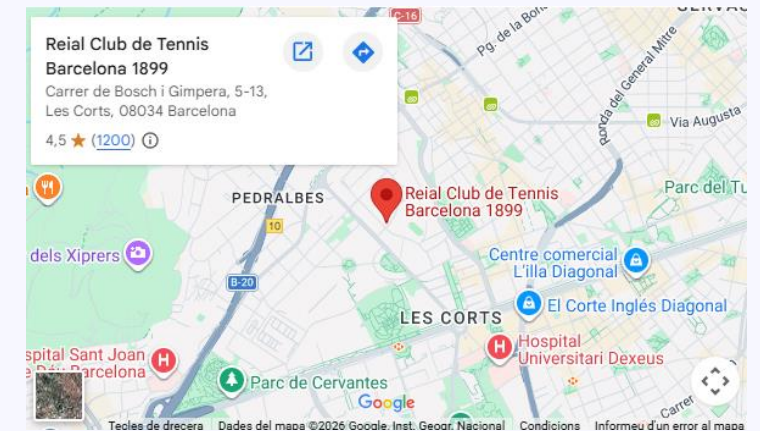 Reial Club de Tennis
Barcelona 1899
Carrer de Bosch i Gimpera, 5-13,
Les Corts, 08034 Barcelona
4,5 ★ (1200)
C-16
Pg. de la
Ronda del General Mitre
Via Augusta
PEDRALBES
Reial Club de Tennis
Barcelona 1899
Parc del Tu
10
dels Xiprers
Centre comercial
L'illa Diagonal
B-20
El Corte Inglés Diagonal
LES CORTS
Hospital
Universitari Dexeus
spital Sant Joan
Barcelona
Parc de Cervantes
Google
Carrer
Tecles de drecera
Dades del mapa ©2026 Google, Inst. Geogr. Nacional
Condicions
Informeu d'un error al mapa